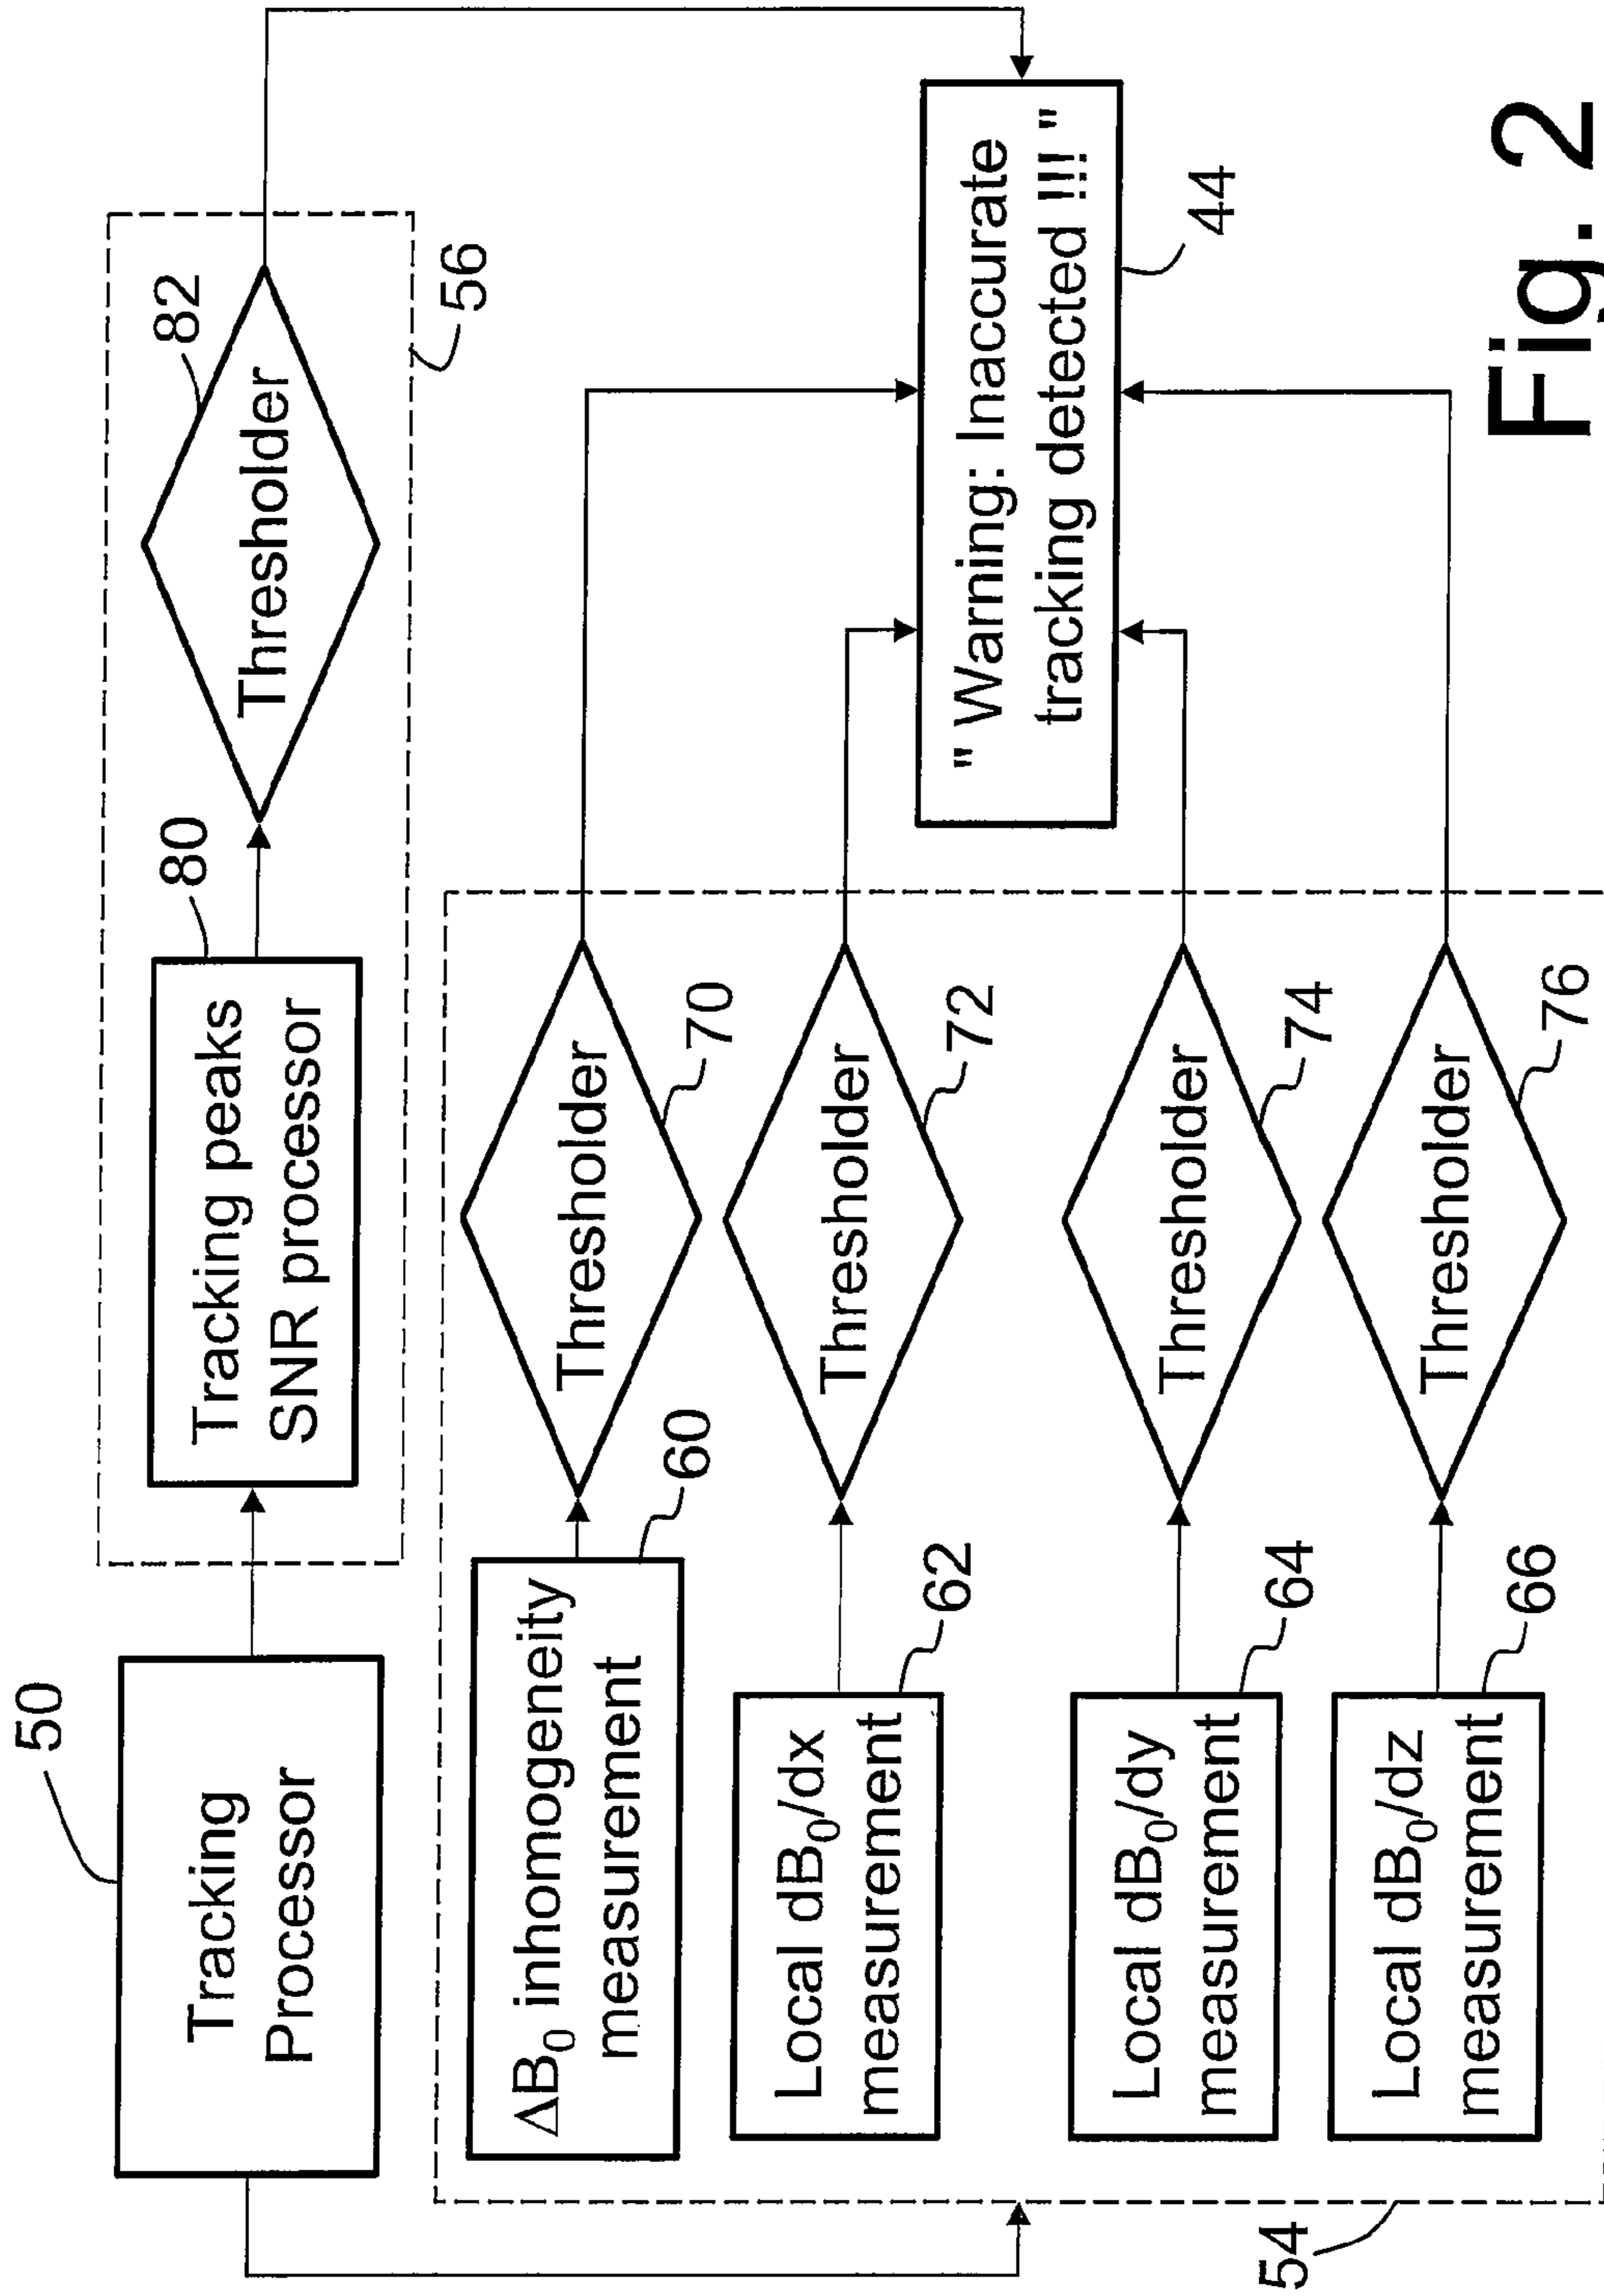 50
Tracking
Processor
80
Tracking peaks
SNR processor
82
Thresholder
56
ΔB₀ inhomogeneity
measurement
60
Thresholder
70
Local dB₀/dx
measurement
62
Thresholder
72
Local dB₀/dy
measurement
64
Thresholder
74
Local dB₀/dz
measurement
66
Thresholder
76
54
" Warning: Inaccurate
tracking detected !!! "
44
Fig. 2